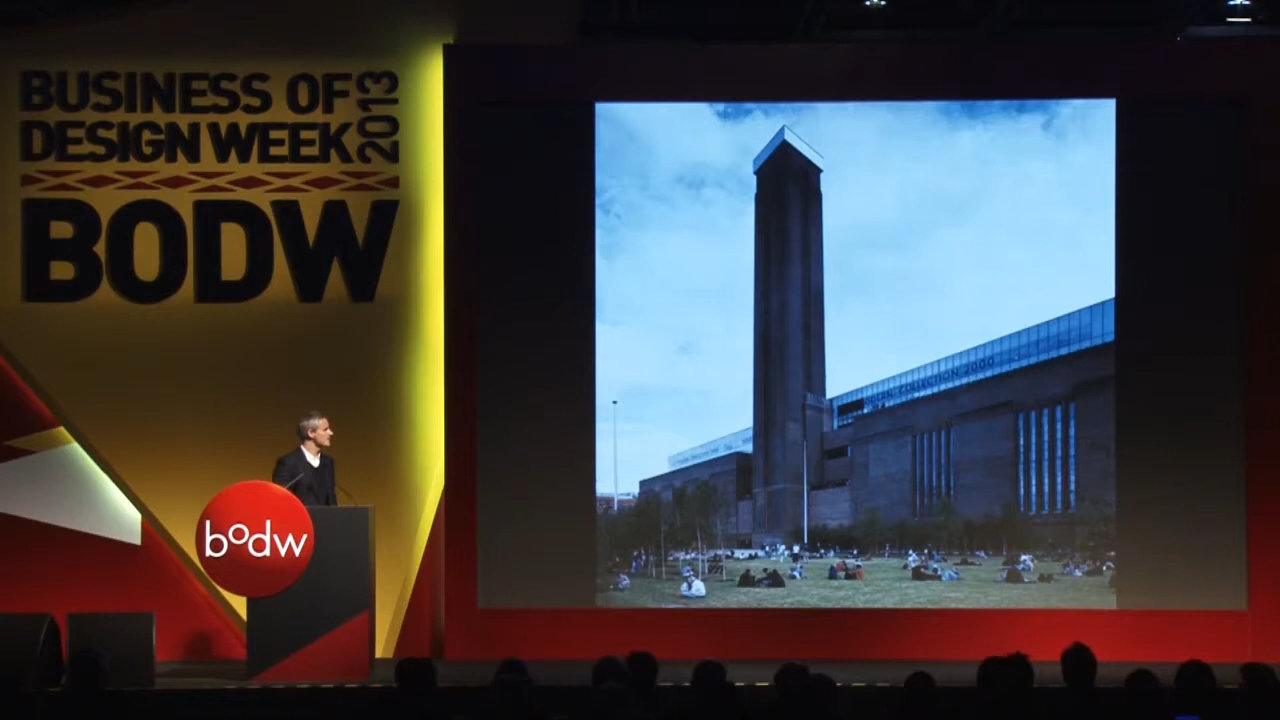 BUSINESS OF
DESIGN WEEK
2013
BODW
bodw
COLLECTION 2000